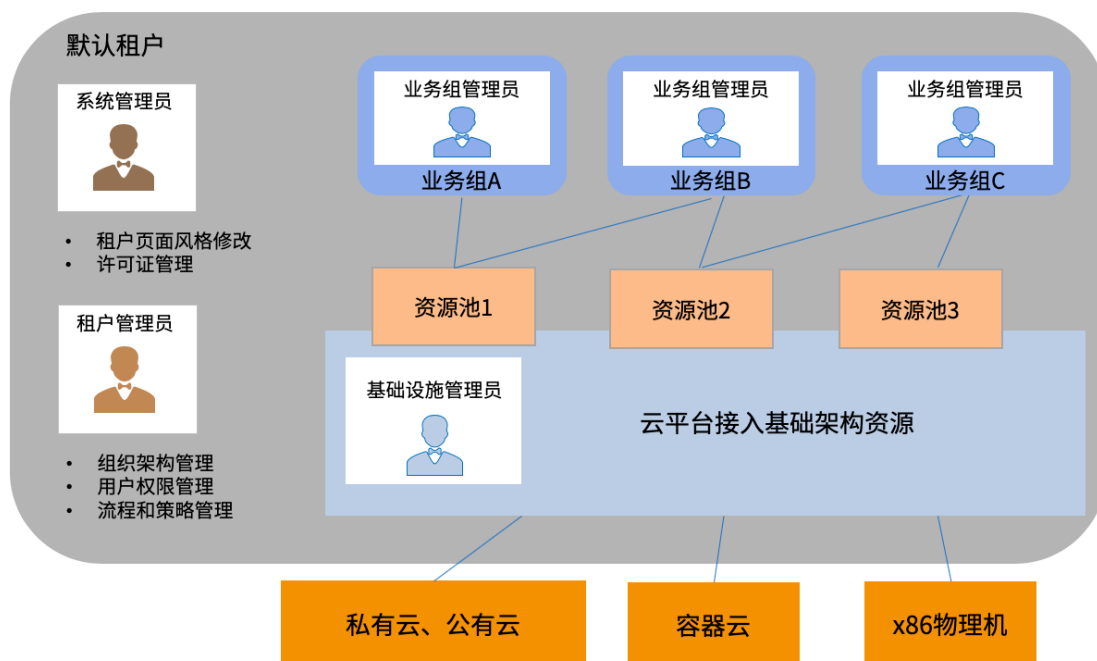 默认租户
系统管理员
• 租户页面风格修改
• 许可证管理
租户管理员
• 组织架构管理
• 用户权限管理
• 流程和策略管理
业务组管理员
业务组A
业务组管理员
业务组B
业务组管理员
业务组C
资源池1
资源池2
资源池3
基础设施管理员
云平台接入基础架构资源
私有云、公有云
容器云
x86物理机